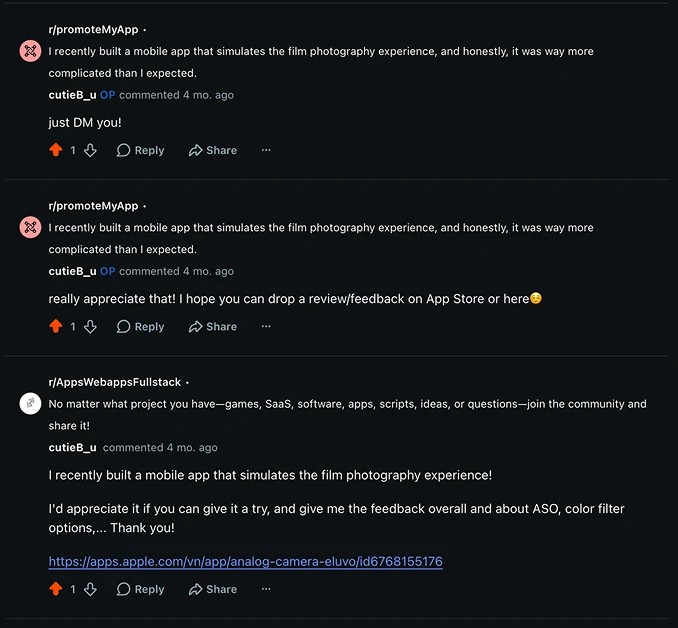 r/promoteMyApp •
I recently built a mobile app that simulates the film photography experience, and honestly, it was way more
complicated than I expected.
cutieB_u OP commented 4 mo. ago
just DM you!
1 Reply Share ...
r/promoteMyApp •
I recently built a mobile app that simulates the film photography experience, and honestly, it was way more
complicated than I expected.
cutieB_u OP commented 4 mo. ago
really appreciate that! I hope you can drop a review/feedback on App Store or here☺️
1 Reply Share ...
r/AppsWebappsFullstack •
No matter what project you have—games, SaaS, software, apps, scripts, ideas, or questions—join the community and
share it!
cutieB_u commented 4 mo. ago
I recently built a mobile app that simulates the film photography experience!
I'd appreciate it if you can give it a try, and give me the feedback overall and about ASO, color filter
options,... Thank you!
https://apps.apple.com/vn/app/analog-camera-eluvo/id6768155176
1 Reply Share ...